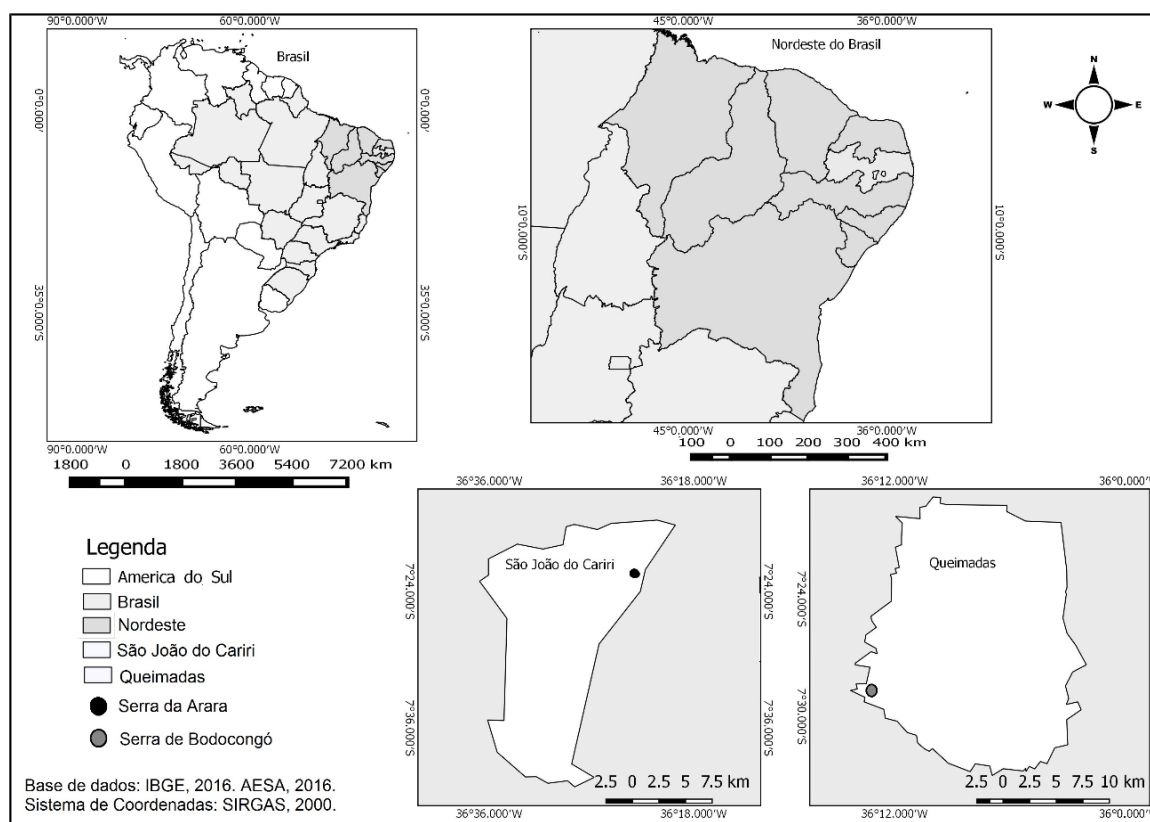 90°0.000'W 60°0.000'W
Brasil
0°0.000'
0°0.000'
35°0.000'S
35°0.000'S
90°0.000'W 60°0.000'W
1800 0 1800 3600 5400 7200 km
45°0.000'W 36°0.000'W
Nordeste do Brasil
10°0.000'S
10°0.000'S
45°0.000'W 36°0.000'W
100 0 100 200 300 400 km
N
W E
S
Legenda
America do Sul
Brasil
Nordeste
São João do Cariri
Queimadas
Serra da Arara
Serra de Bodocongó
Base de dados: IBGE, 2016. AESA, 2016.
Sistema de Coordenadas: SIRGAS, 2000.
36°36.000'W 36°18.000'W
São João do Cariri
7°24.000'S
7°24.000'S
7°36.000'S
7°36.000'S
2.5 0 2.5 5 7.5 km
36°36.000'W 36°18.000'W
36°12.000'W 36°0.000'W
Queimadas
7°24.000'S
7°30.000'S
2.5 0 2.5 5 7.5 10 km
36°12.000'W 36°0.000'W